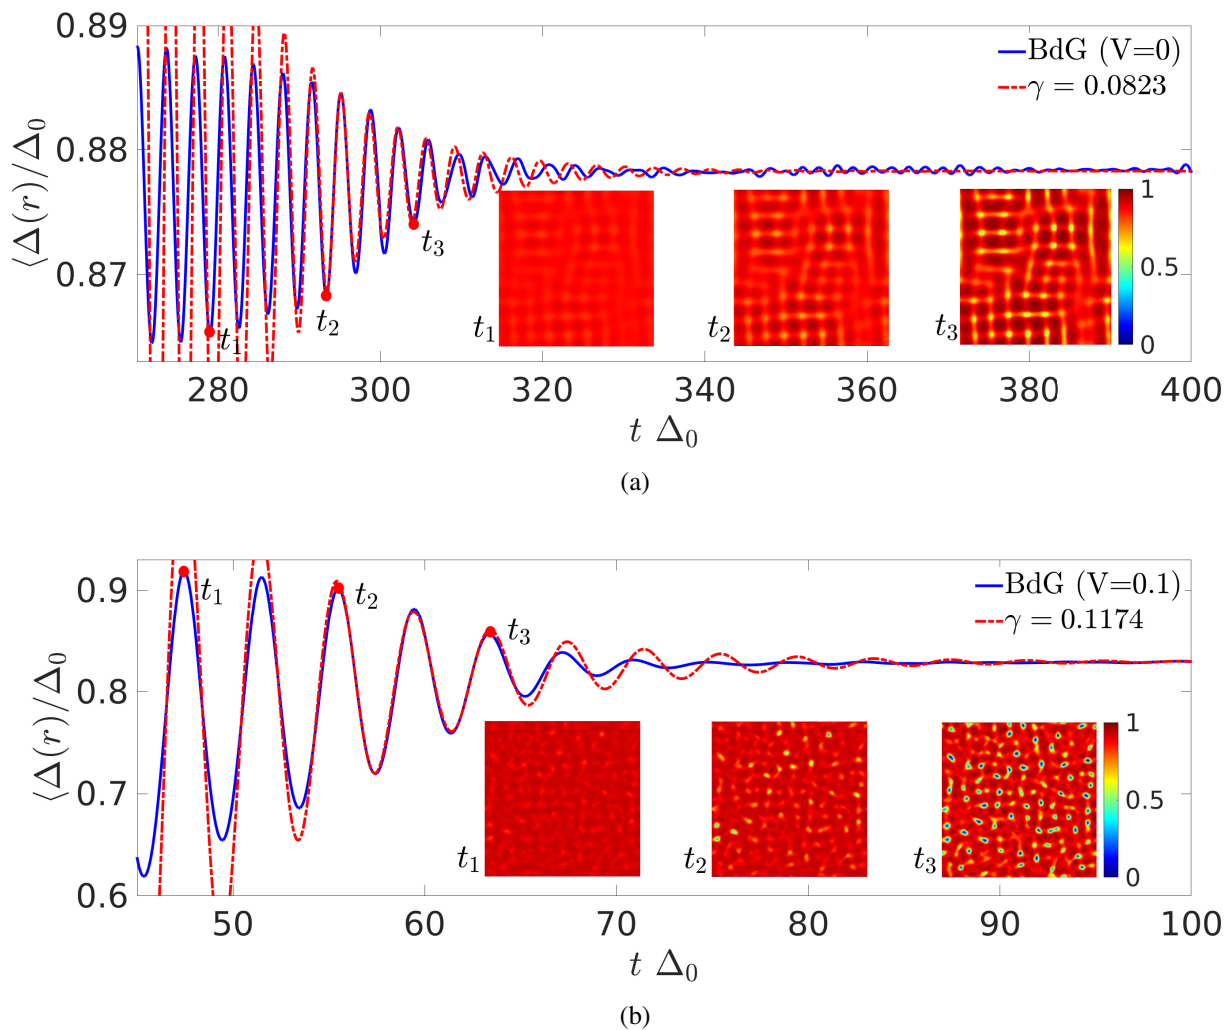 0.89
0.88
0.87
⟨Δ(r)/Δ₀
BdG (V=0)
γ = 0.0823
t₁
t₂
t₃
t₁
t₂
t₃
1
0.5
0
280
300
320
340
360
380
400
t Δ₀
(a)
0.9
0.8
0.7
0.6
⟨Δ(r)/Δ₀
BdG (V=0.1)
γ = 0.1174
t₁
t₂
t₃
t₁
t₂
t₃
1
0.5
0
50
60
70
80
90
100
t Δ₀
(b)